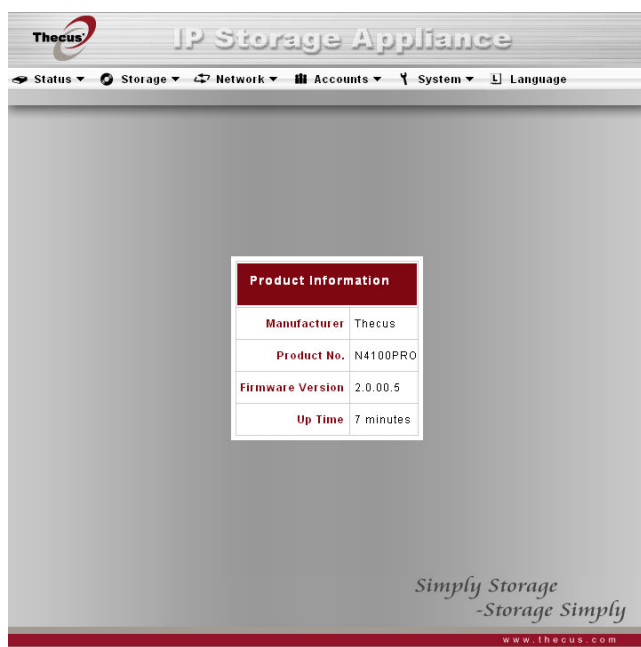 Thecus
IP Storage Appliance
Status Storage Network Accounts System L Language
Product Information
Manufacturer Thecus
Product No. N4100PRO
Firmware Version 2.0.00.5
Up Time 7 minutes
Simply Storage
-Storage Simply
www.thecus.com